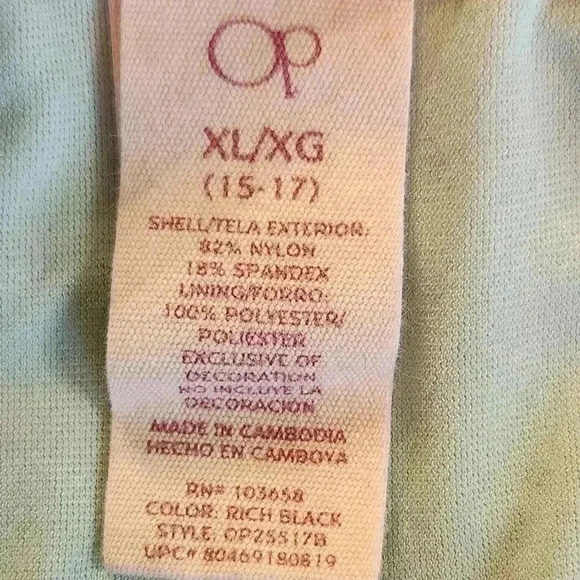 Op
XL/XG
(15-17)
SHELL/TELA EXTERIOR:
82% NYLON
18% SPANDEX
LINING/FORRO:
100% POLYESTER/
POLIESTER
EXCLUSIVE OF
DECORATION
NO INCLUYE LA
DECORACION
MADE IN CAMBODIA
HECHO EN CAMBOYA
RN# 103658
COLOR: RICH BLACK
STYLE: OP25517B
UPC# 80469180819